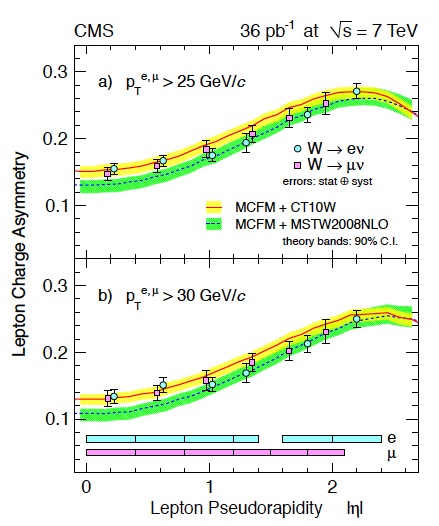 CMS 36 pb⁻¹ at √s = 7 TeV
a) p_T^{e, μ} > 25 GeV/c
0.3
0.2
0.1
W → eν
W → μν
errors: stat ⊕ syst
MCFM + CT10W
MCFM + MSTW2008NLO
theory bands: 90% C.I.
Lepton Charge Asymmetry
b) p_T^{e, μ} > 30 GeV/c
0.3
0.2
0.1
e
μ
0 1 2
Lepton Pseudorapidity |η|